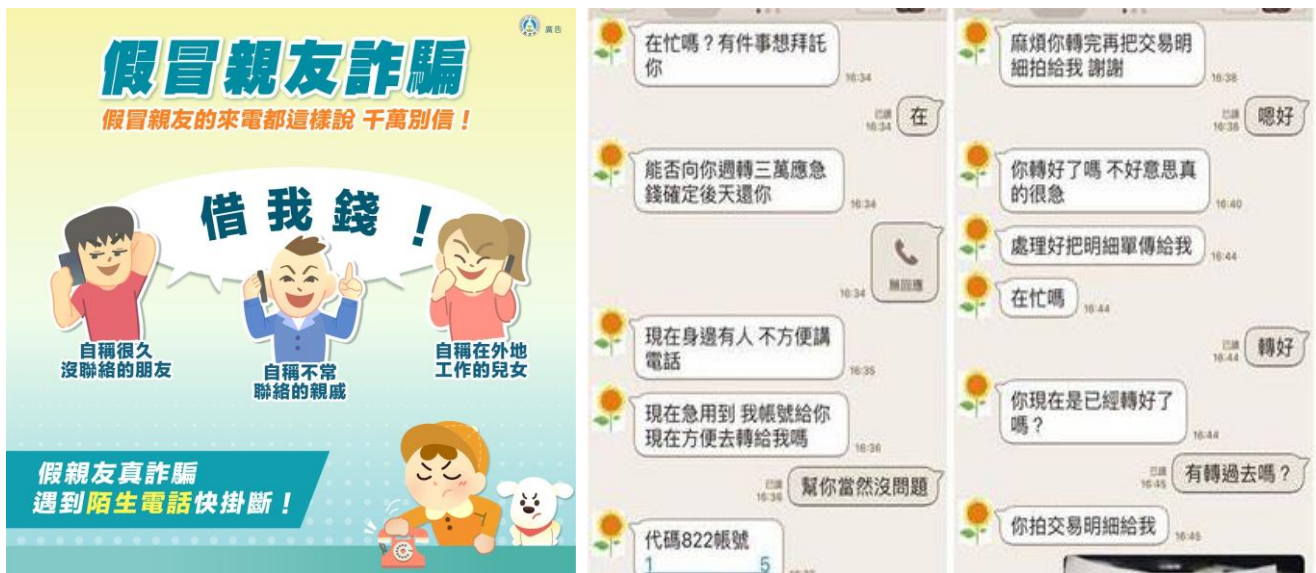 廣告
假冒親友詐騙
假冒親友的來電都這樣說 千萬別信！
借我錢！
自稱很久
沒聯絡的朋友
自稱不常
聯絡的親戚
自稱在外地
工作的兒女
假親友真詐騙
遇到陌生電話快掛斷！
在忙嗎？有件事想拜託
你
16:34
已讀
16:34
在
能否向你週轉三萬應急
錢確定後天還你
16:34
無回應
16:34
現在身邊有人 不方便講
電話
16:35
現在急用到 我帳號給你
現在方便去轉給我嗎
16:36
已讀
16:36
幫你當然沒問題
代碼822帳號
1 5
麻煩你轉完再把交易明
細拍給我 謝謝
16:38
已讀
16:38
嗯好
你轉好了嗎 不好意思真
的很急
16:40
處理好把明細單傳給我
16:44
在忙嗎
16:44
已讀
16:44
轉好
你現在是已經轉好了
嗎？
16:44
已讀
16:45
有轉過去嗎？
你拍交易明細給我
16:45